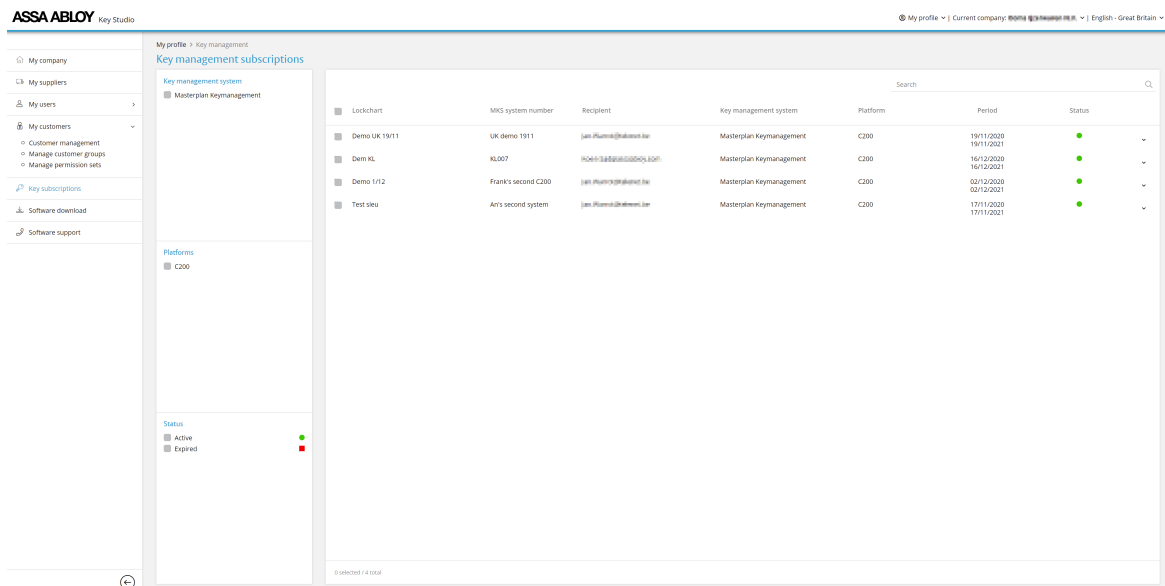 ASSA ABLOY Key Studio
My profile | Current company: | English - Great Britain
My company
My suppliers
My users
My customers
Customer management
Manage customer groups
Manage permission sets
Key subscriptions
Software download
Software support
My profile > Key management
Key management subscriptions
Key management system
Masterplan Keymanagement
Platforms
C200
Status
Active
Expired
Search
Lockchart MKS system number Recipient Key management system Platform Period Status
Demo UK 19/11 UK demo 1911 Masterplan Keymanagement C200 19/11/2020
19/11/2021
Dem KL KL007 Masterplan Keymanagement C200 16/12/2020
16/12/2021
Demo 1/12 Frank's second C200 Masterplan Keymanagement C200 02/12/2020
02/12/2021
Test sleu An's second system Masterplan Keymanagement C200 17/11/2020
17/11/2021
0 selected / 4 total